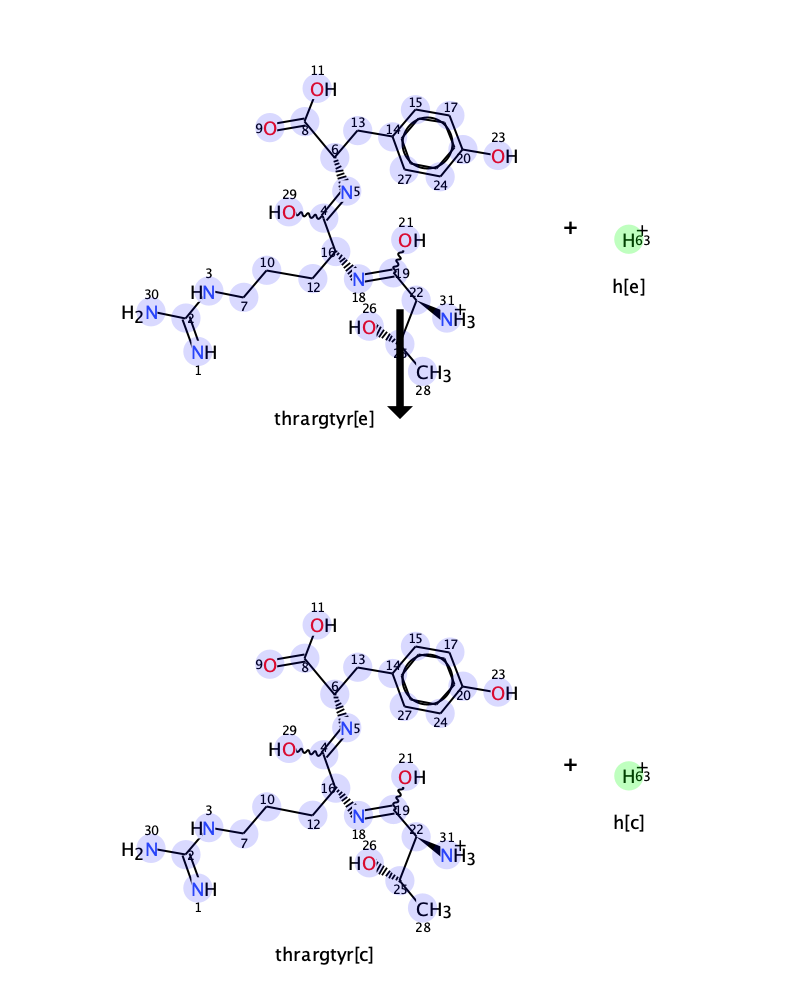 11
OH
9 O 8 13 14 15 17 23
6 20 OH
N 5 27 24
29
HO 4 21
OH
16 19
30 3 10 12 N 18 22 31
H2N HN 7 26 NH3+
2 HO 25
NH CH3
1 28
+ H+ 63
h[e]
thrargtyr[e]
11
OH
9 O 8 13 14 15 17 23
6 20 OH
N 5 27 24
29
HO 4 21
OH
16 19
30 3 10 12 N 18 22 31
H2N HN 7 26 NH3+
2 HO 25
NH CH3
1 28
+ H+ 63
h[c]
thrargtyr[c]